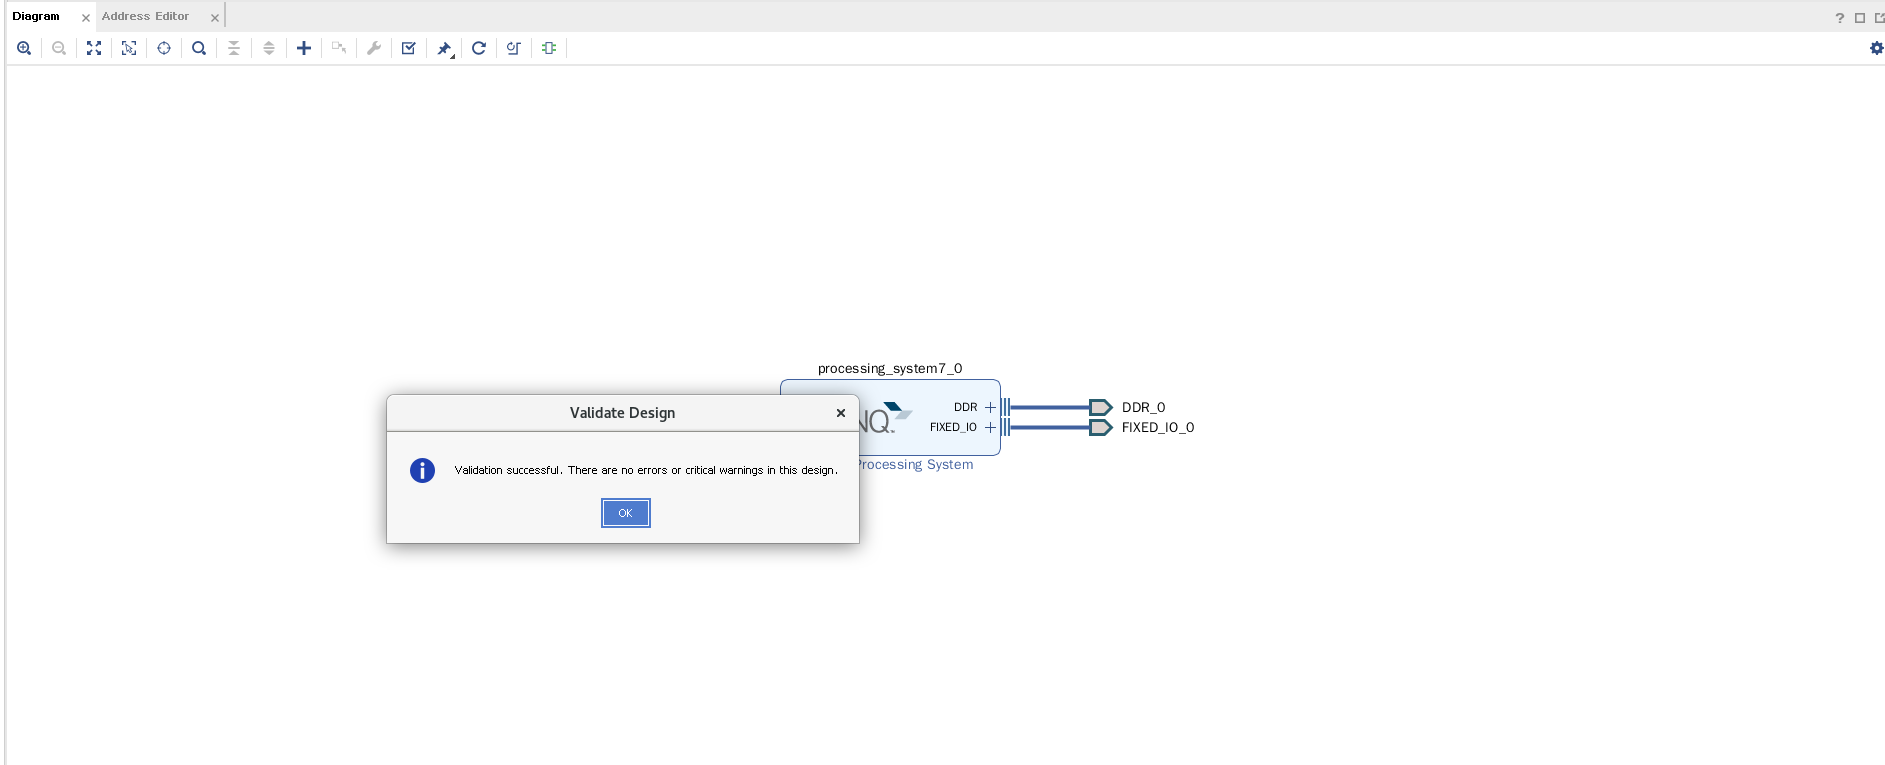 Diagram
Address Editor
?
processing_system7_0
DDR
DDR_0
NQ
FIXED_IO
FIXED_IO_0
Processing System
Validate Design
Validation successful. There are no errors or critical warnings in this design.
OK